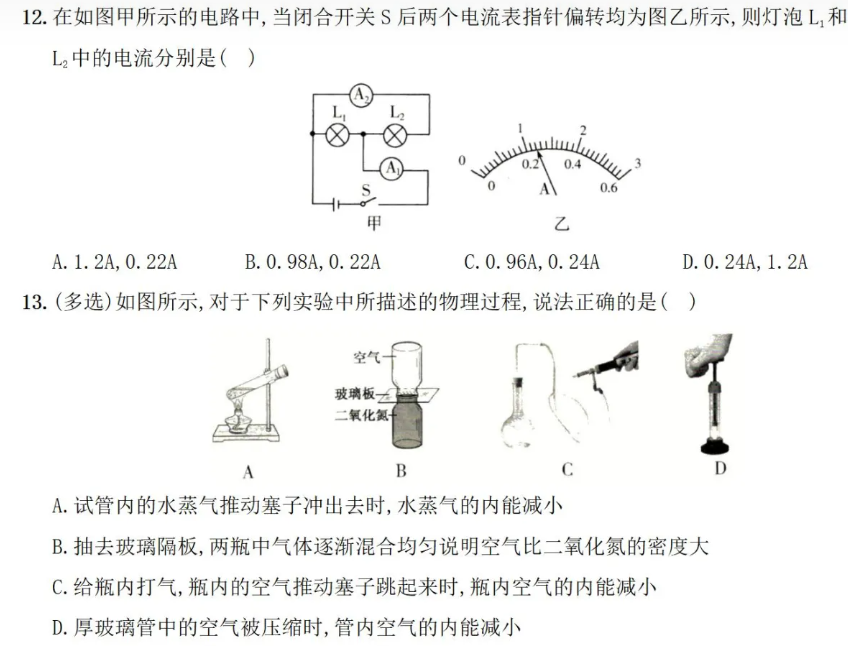 12. 在如图甲所示的电路中,当闭合开关 S 后两个电流表指针偏转均为图乙所示,则灯泡 L₁和
L₂中的电流分别是( )
A₂
L₁ L₂
A₁
S
甲
0 1 2 3
0 0.2 0.4 0.6
A
乙
A. 1. 2A, 0. 22A B. 0. 98A, 0. 22A C. 0. 96A, 0. 24A D. 0. 24A, 1. 2A
13. (多选)如图所示,对于下列实验中所描述的物理过程,说法正确的是( )
空气
玻璃板
二氧化氮
A B C D
A. 试管内的水蒸气推动塞子冲出去时,水蒸气的内能减小
B. 抽去玻璃隔板,两瓶中气体逐渐混合均匀说明空气比二氧化氮的密度大
C. 给瓶内打气,瓶内的空气推动塞子跳起来时,瓶内空气的内能减小
D. 厚玻璃管中的空气被压缩时,管内空气的内能减小